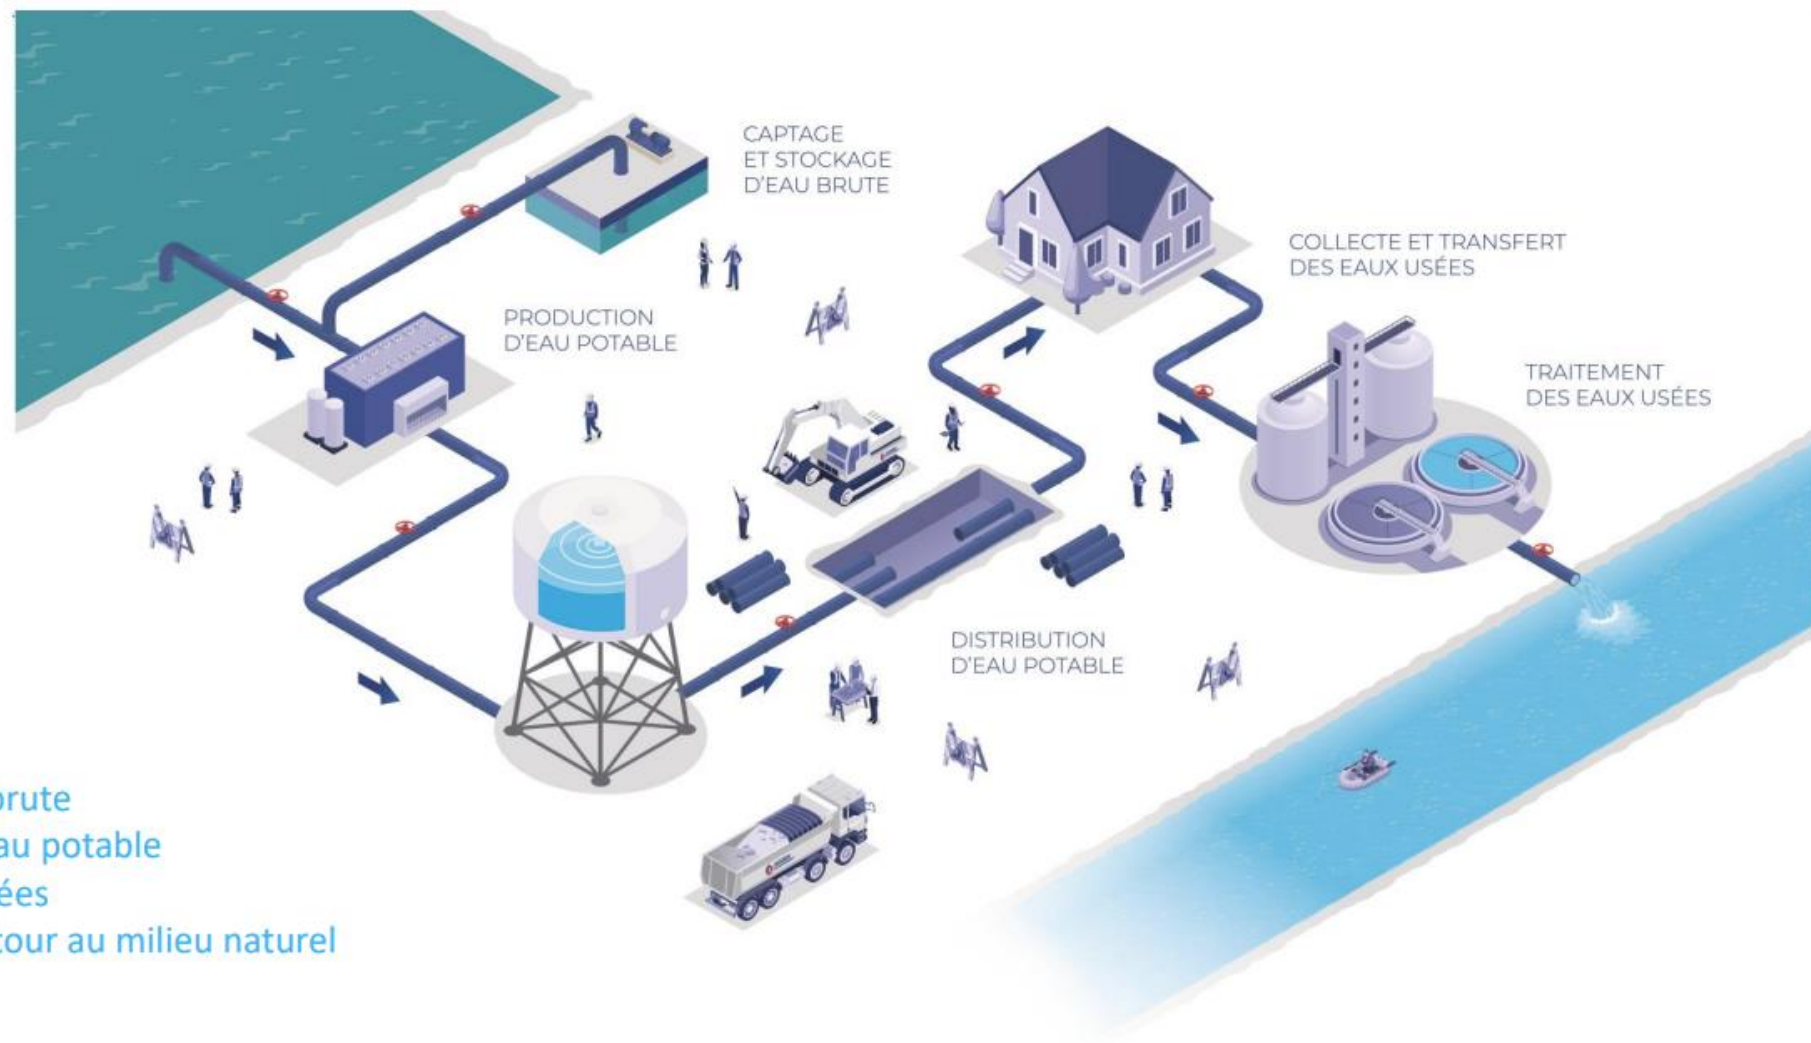 CAPTAGE
ET STOCKAGE
D'EAU BRUTE
COLLECTE ET TRANSFERT
DES EAUX USÉES
PRODUCTION
D'EAU POTABLE
TRAITEMENT
DES EAUX USÉES
DISTRIBUTION
D'EAU POTABLE
brute
au potable
ées
tour au milieu naturel